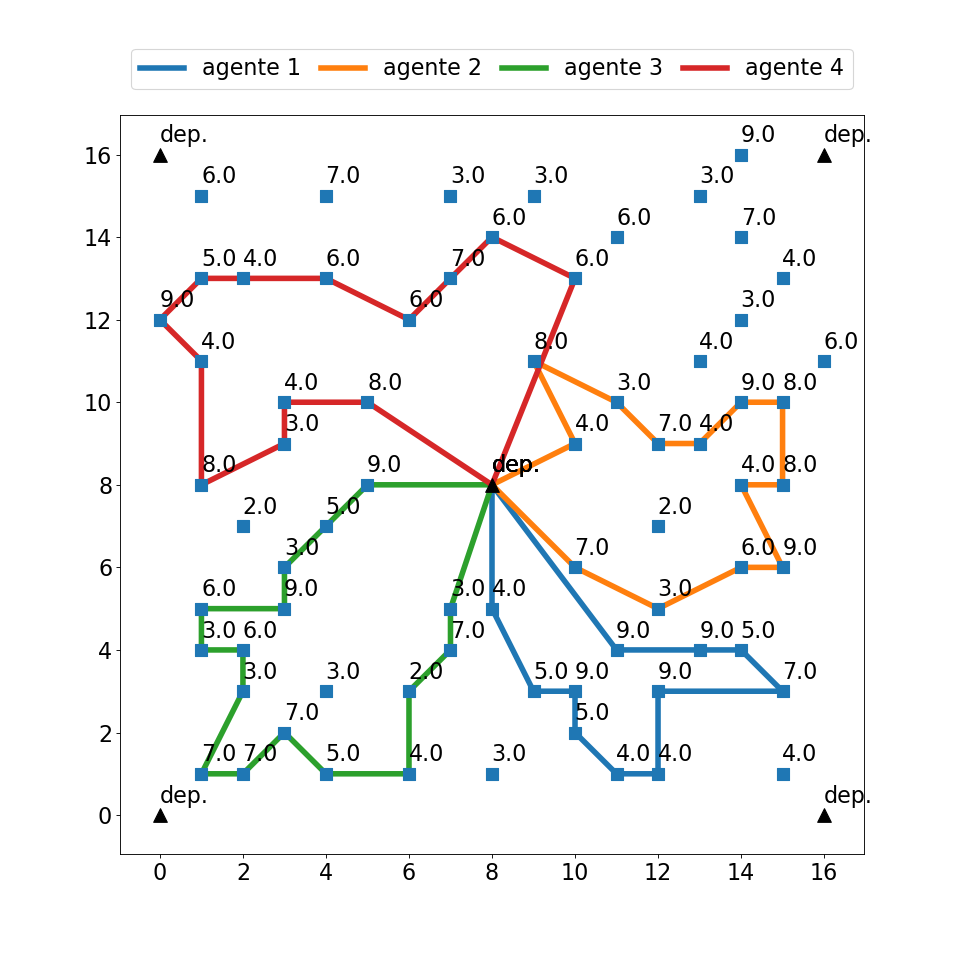 agente 1 agente 2 agente 3 agente 4
9.0
dep. dep.
16
6.0 7.0 3.0 3.0 3.0
6.0 6.0 7.0
14
5.0 4.0 6.0 7.0 6.0 4.0
9.0 6.0 3.0
12
4.0 8.0 4.0 6.0
4.0 8.0 3.0 9.0 8.0
10
3.0 4.0 7.0 4.0
8.0 9.0 dep. 4.0 8.0
8
2.0 5.0 2.0
3.0 7.0 6.0 9.0
6
6.0 9.0 3.0 4.0 3.0
3.0 6.0 7.0 9.0 9.0 5.0
4
3.0 3.0 2.0 5.0 9.0 9.0 7.0
7.0 5.0
2
7.0 7.0 5.0 4.0 3.0 4.0 4.0 4.0
dep. dep.
0
0 2 4 6 8 10 12 14 16